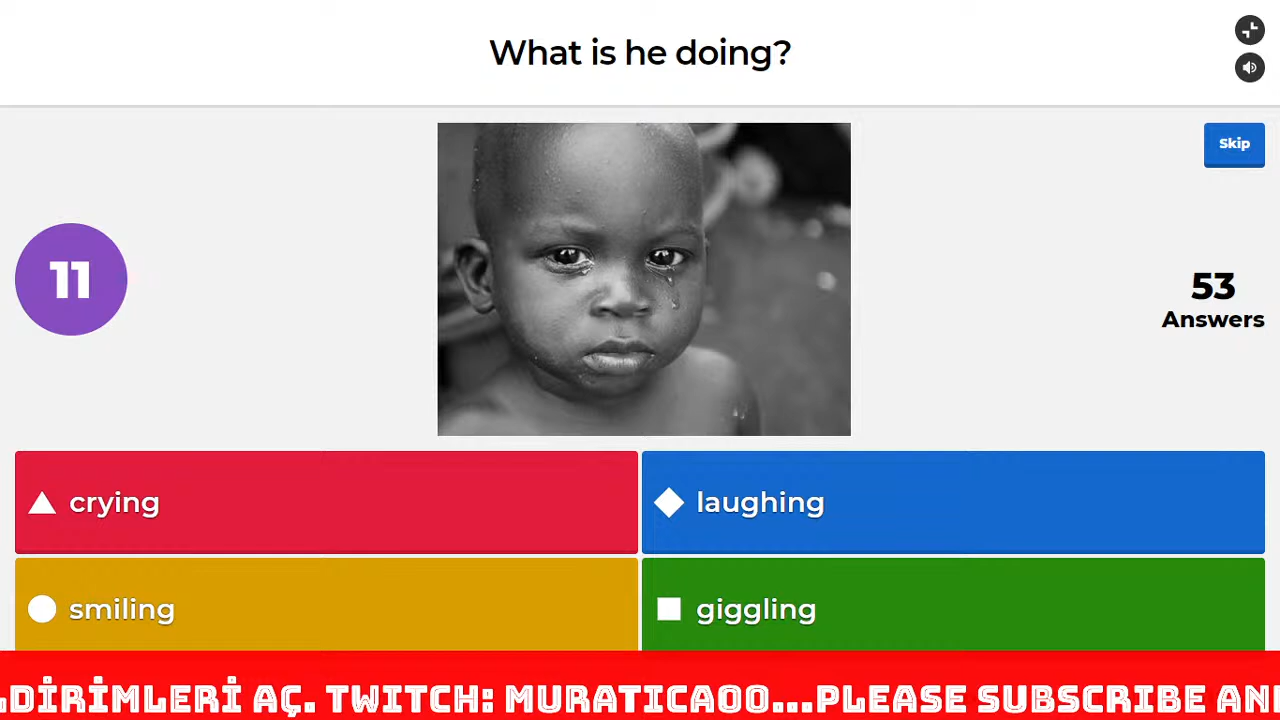 What is he doing?
Skip
11
53
Answers
crying
laughing
smiling
giggling
DİRİMLERİ AÇ. TWITCH: MURATICA00...PLEASE SUBSCRIBE AN